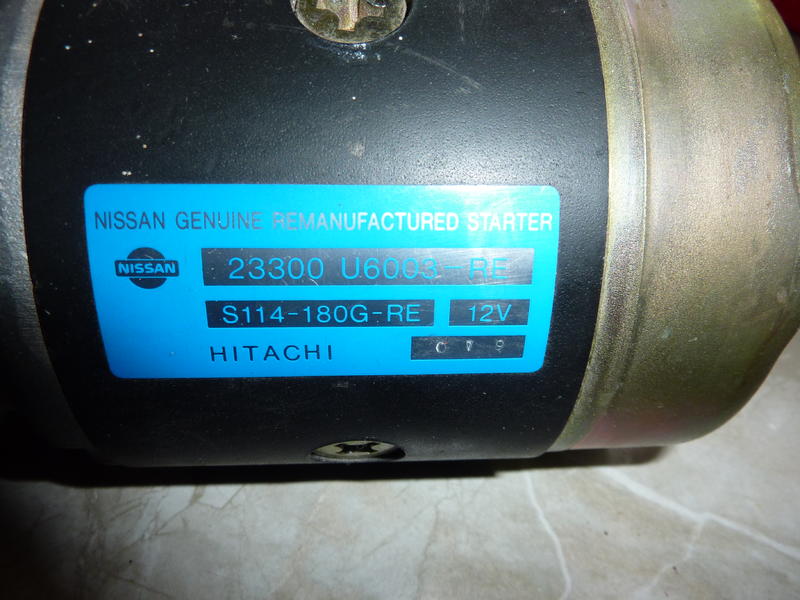 NISSAN GENUINE REMANUFACTURED STARTER
NISSAN
23300 U6003-RE
S114-180G-RE 12V
HITACHI